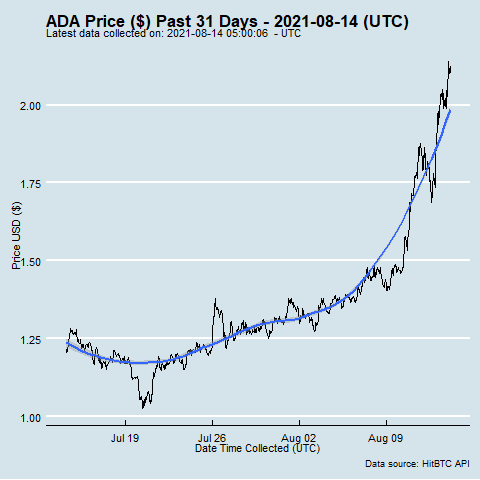 ADA Price ($) Past 31 Days - 2021-08-14 (UTC)
Latest data collected on: 2021-08-14 05:00:06 - UTC
Price USD ($)
2.00
1.75
1.50
1.25
1.00
Jul 19
Jul 26
Aug 02
Aug 09
Date Time Collected (UTC)
Data source: HitBTC API